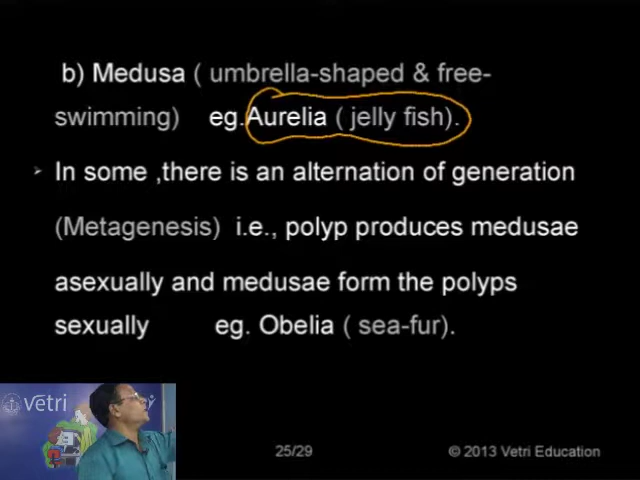 b) Medusa ( umbrella-shaped & free-
swimming) eg.Aurelia ( jelly fish).
In some ,there is an alternation of generation
(Metagenesis) i.e., polyp produces medusae
asexually and medusae form the polyps
sexually eg. Obelia ( sea-fur).
vetri
25/29 © 2013 Vetri Education